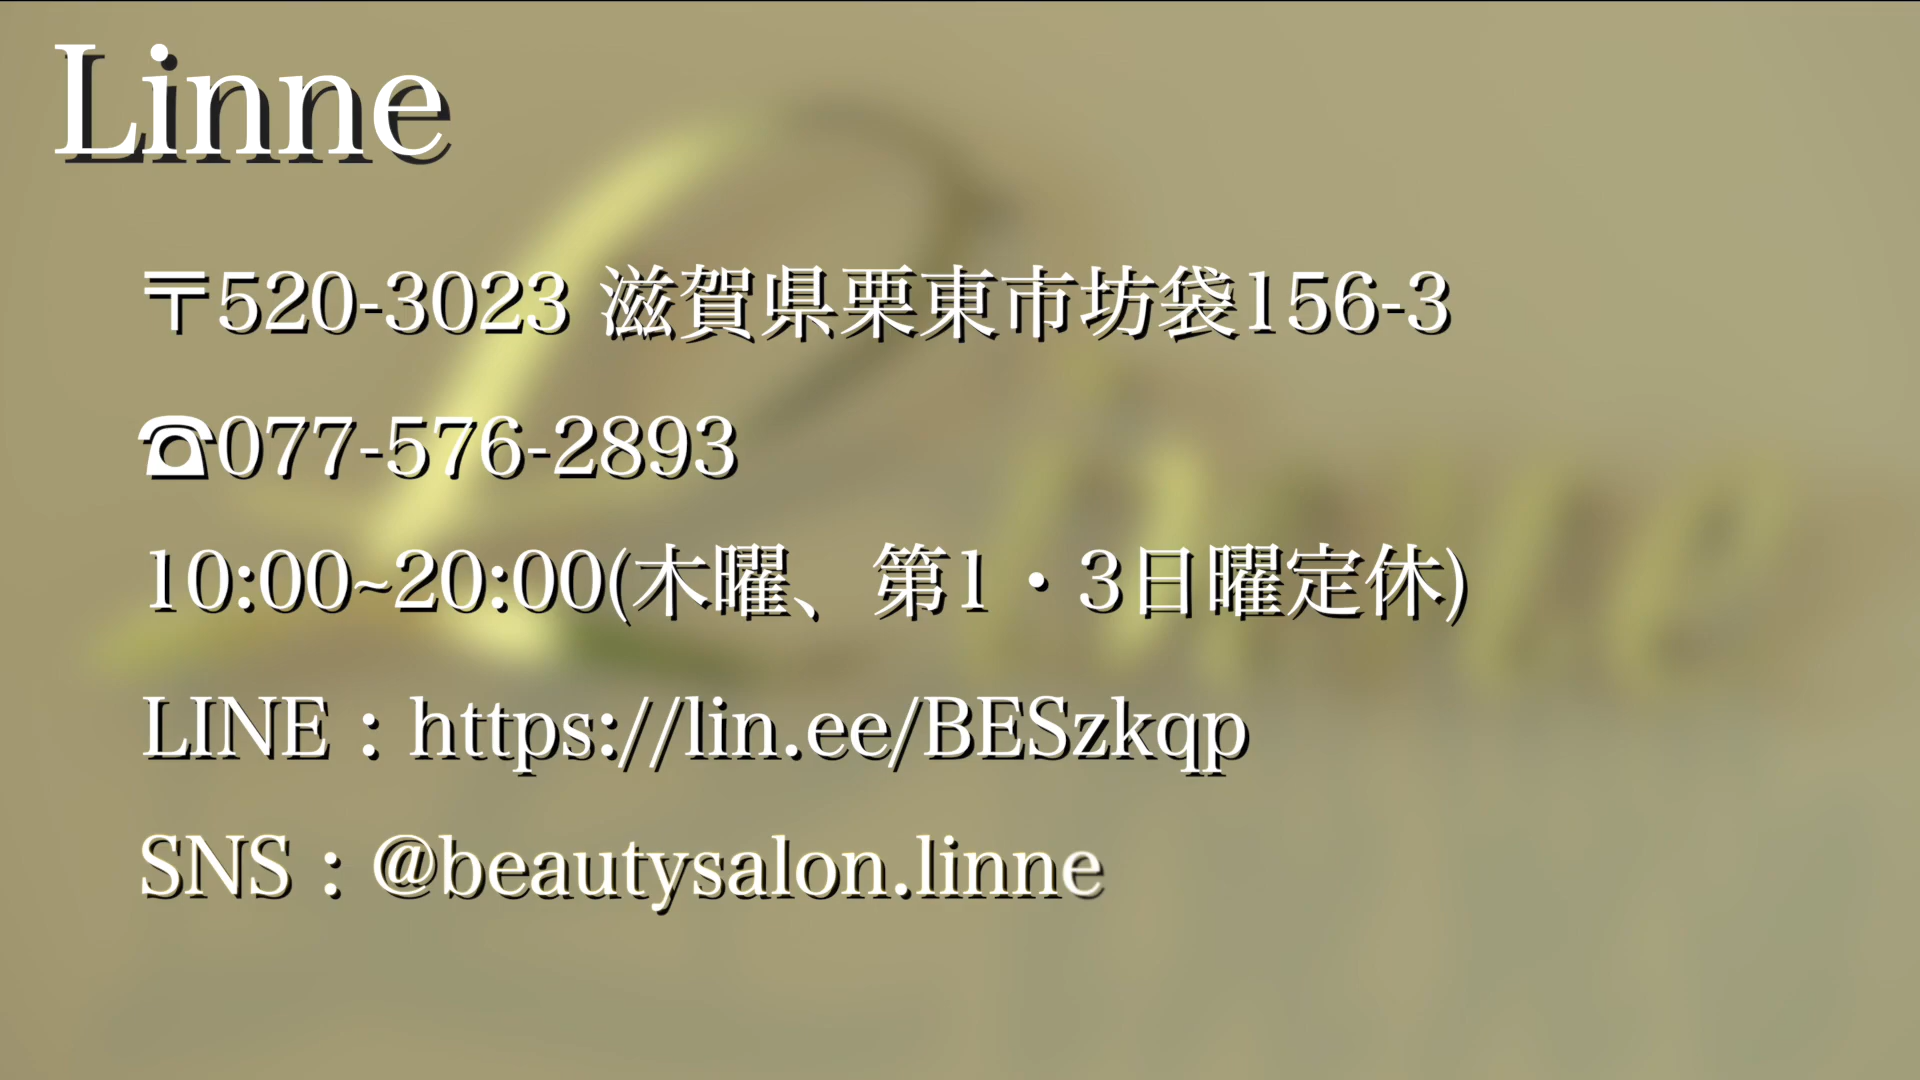 Linne
〒520-3023 滋賀県栗東市坊袋156-3
☎077-576-2893
10:00~20:00(木曜、第1・3日曜定休)
LINE：https://lin.ee/BESzkqp
SNS：@beautysalon.linne
Linne